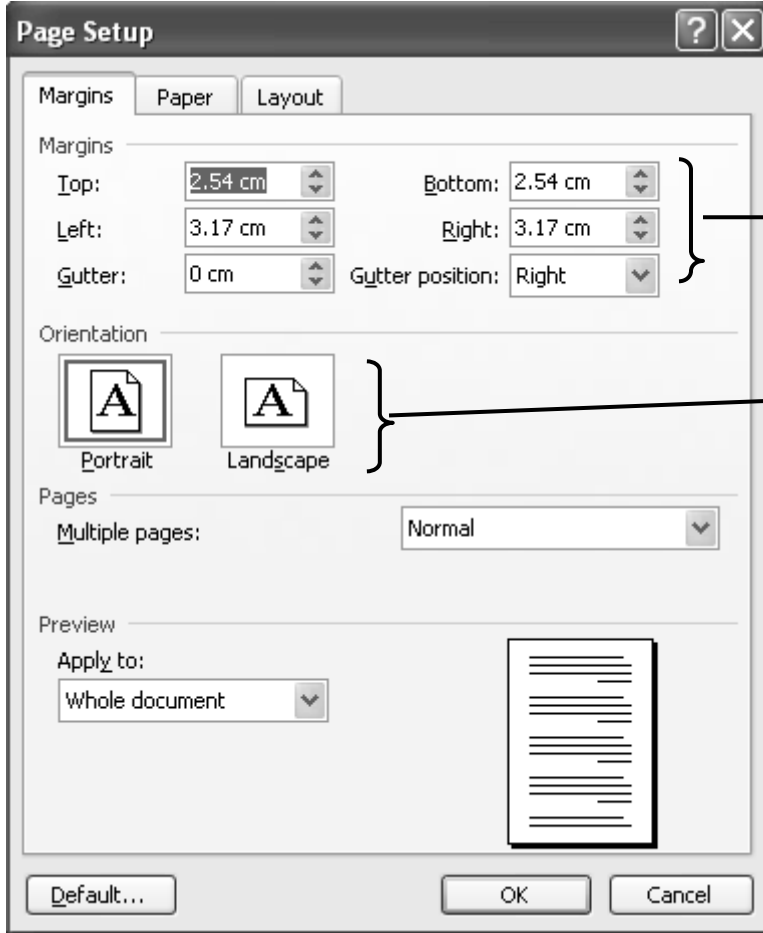 Page Setup
Margins Paper Layout
Margins
Top: 2.54 cm Bottom: 2.54 cm
Left: 3.17 cm Right: 3.17 cm
Gutter: 0 cm Gutter position: Right
Orientation
A A
Portrait Landscape
Pages
Multiple pages: Normal
Preview
Apply to:
Whole document
Default... OK Cancel